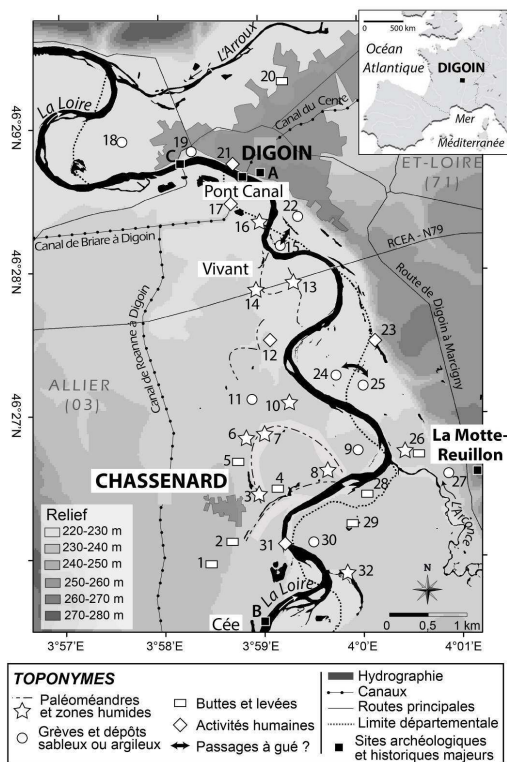 0 500 km
Océan
Atlantique
DIGOIN
Mer
Méditerranée
L'Arroux
20
Canal du Cente
La Loire
46°29'N
18
19
C
21
DIGOIN
A
ET-LOIRE
(71)
Pont Canal
17
16
22
Canal de Briare à Digoin
15
RCEA - N79
46°28'N
Vivant
13
14
Route de Digoin à Marcigny
Canal de Roanne à Digoin
12
23
24
25
ALLIER
(03)
11
10
46°27'N
6
7
5
9
26
La Motte-
Reuillon
CHASSENARD
4
8
27
3
28
L'Arconce
Relief
220-230 m
230-240 m
240-250 m
250-260 m
260-270 m
270-280 m
2
29
31
30
1
32
La Loire
N
B
Cée
0 0,5 1 km
3°57'E 3°58'E 3°59'E 4°0'E 4°01'E
TOPONYMES
Paléoméandres
et zones humides
Grèves et dépôts
sableux ou argileux
Buttes et levées
Activités humaines
Passages à gué ?
Hydrographie
Canaux
Routes principales
Limite départementale
Sites archéologiques
et historiques majeurs